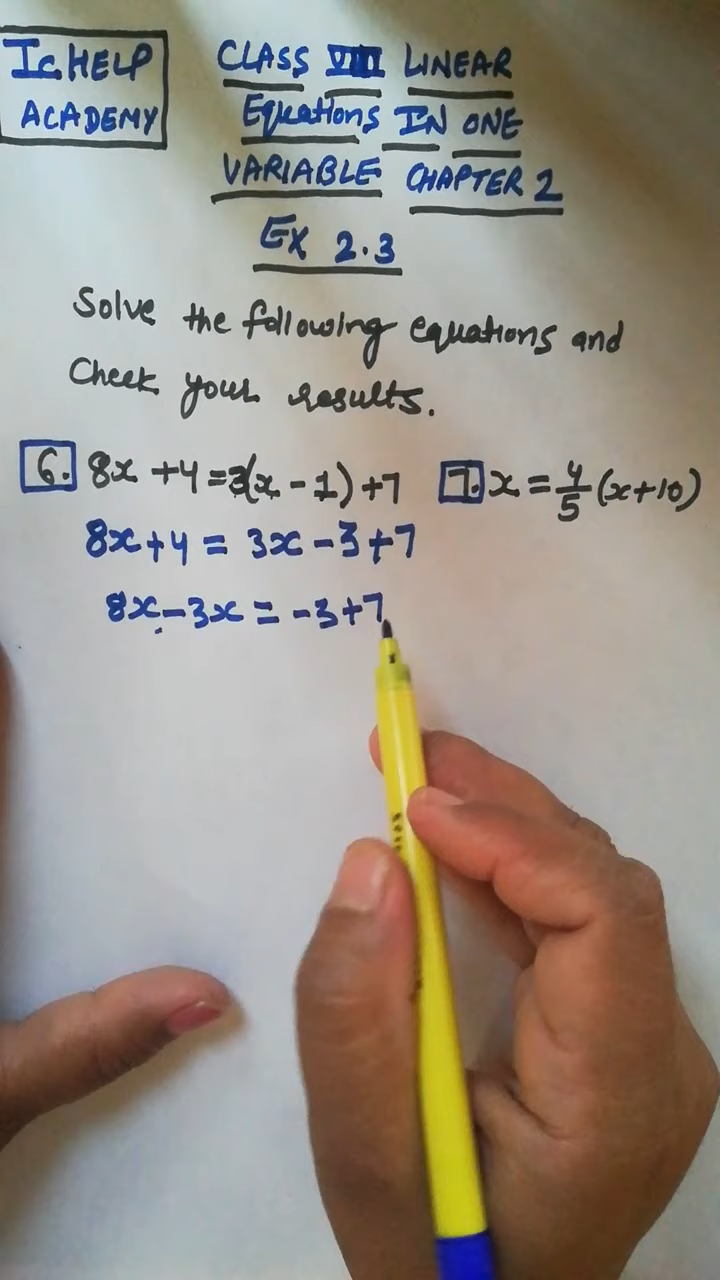 Ic HELP
ACADEMY
CLASS VIII LINEAR
Equations IN ONE
VARIABLE CHAPTER 2
Ex 2.3
Solve the following equations and
Check your results.
6. 8x + 4 = 3(x - 1) + 7
7. x = 4/5 (x + 10)
8x + 4 = 3x - 3 + 7
8x - 3x = -3 + 7